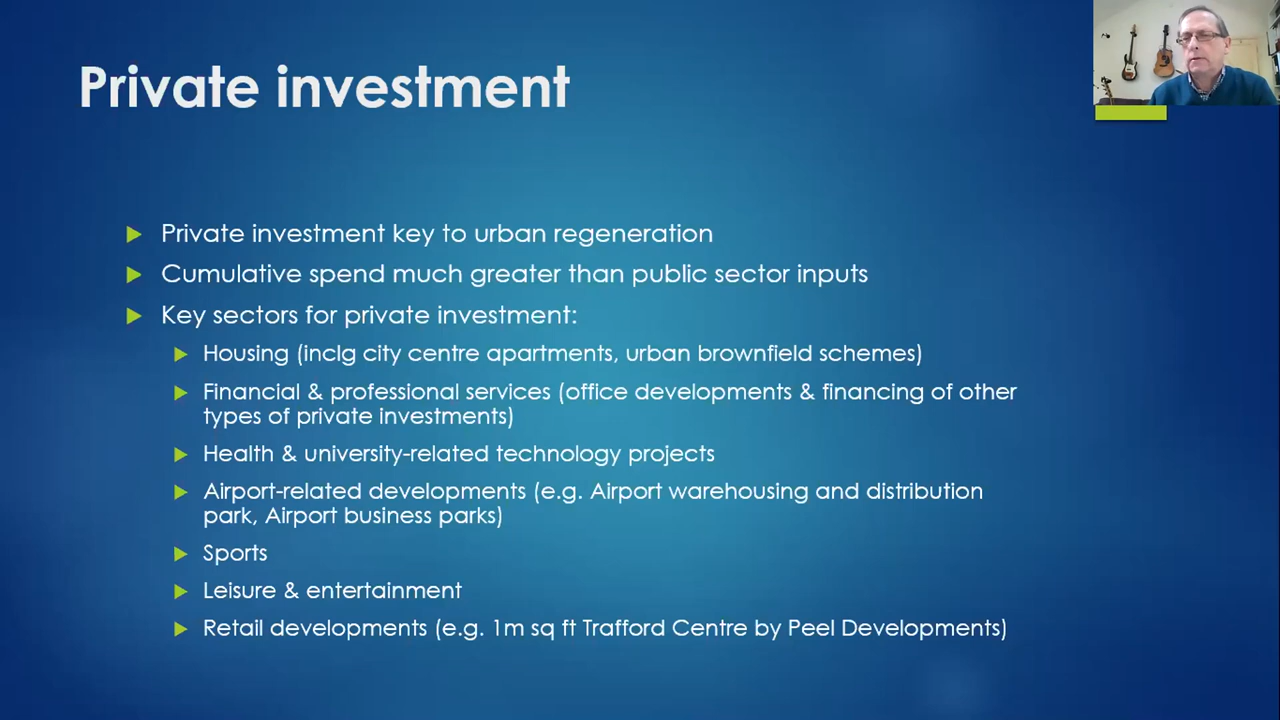 Private investment
Private investment key to urban regeneration
Cumulative spend much greater than public sector inputs
Key sectors for private investment:
Housing (inclg city centre apartments, urban brownfield schemes)
Financial & professional services (office developments & financing of other
types of private investments)
Health & university-related technology projects
Airport-related developments (e.g. Airport warehousing and distribution
park, Airport business parks)
Sports
Leisure & entertainment
Retail developments (e.g. 1m sq ft Trafford Centre by Peel Developments)